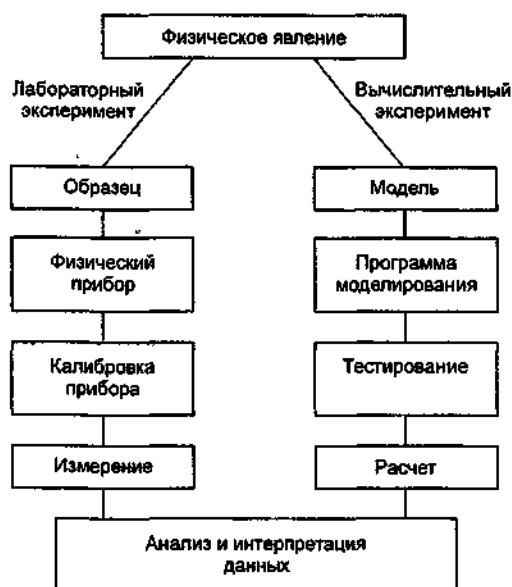 Физическое явление
Лабораторный
эксперимент
Вычислительный
эксперимент
Образец
Модель
Физический
прибор
Программа
моделирования
Калибровка
прибора
Тестирование
Измерение
Расчет
Анализ и интерпретация
данных